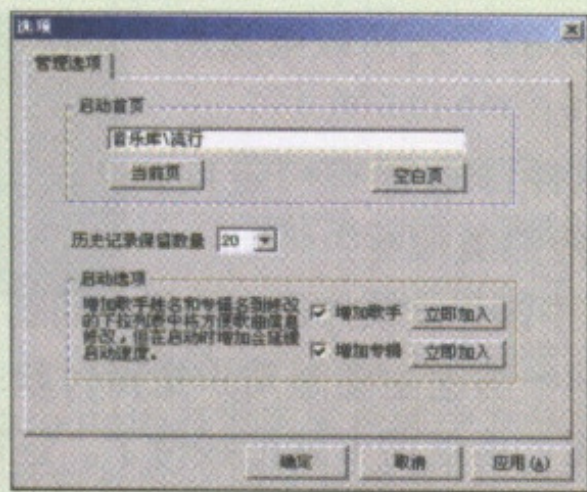 选项
管理选项
启动首页
音乐库\流行
当前页
空白页
历史记录保留数量
20
启动选项
增加歌手姓名和专辑名到修改
的下拉列表中将方便歌曲信息
修改，但在启动时增加会延缓
启动速度。
增加歌手
立即加入
增加专辑
立即加入
确定
取消
应用(A)